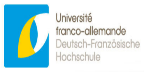 Université
franco-allemande
Deutsch-Französische
Hochschule